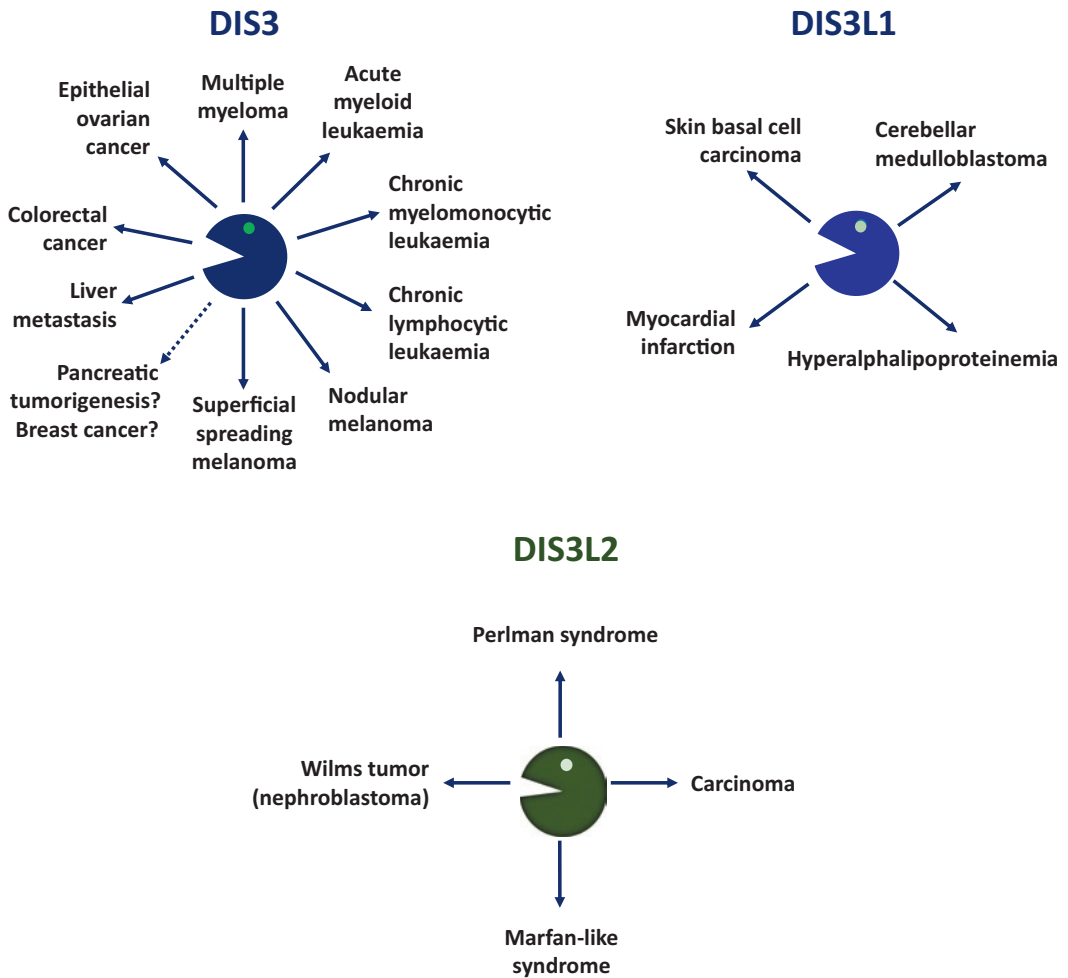 DIS3
Epithelial
ovarian
cancer
Multiple
myeloma
Acute
myeloid
leukaemia
Chronic
myelomonocytic
leukaemia
Colorectal
cancer
Liver
metastasis
Chronic
lymphocytic
leukaemia
Pancreatic
tumorigenesis?
Breast cancer?
Superficial
spreading
melanoma
Nodular
melanoma
DIS3L1
Skin basal cell
carcinoma
Cerebellar
medulloblastoma
Myocardial
infarction
Hyperalphalipoproteinemia
DIS3L2
Perlman syndrome
Wilms tumor
(nephroblastoma)
Carcinoma
Marfan-like
syndrome